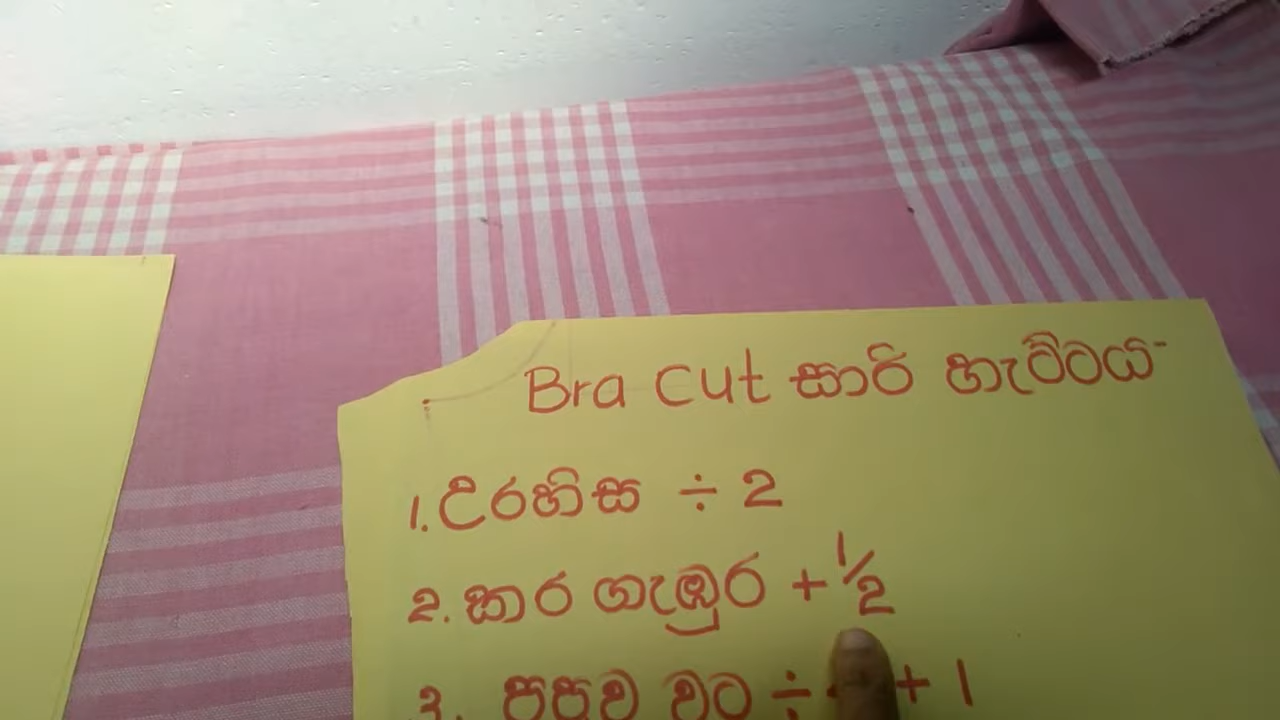 Bra Cut සාරි හැට්ටය-
1. උරහිස ÷ 2
2. කර ගැඹුර + 1/2
3. පපුව වට ÷ + 1